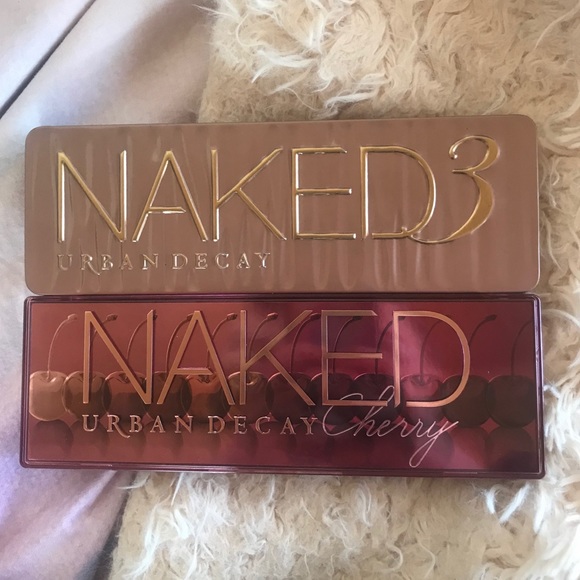 NAKED3
URBAN DECAY
NAKED
URBAN DECAY Cherry